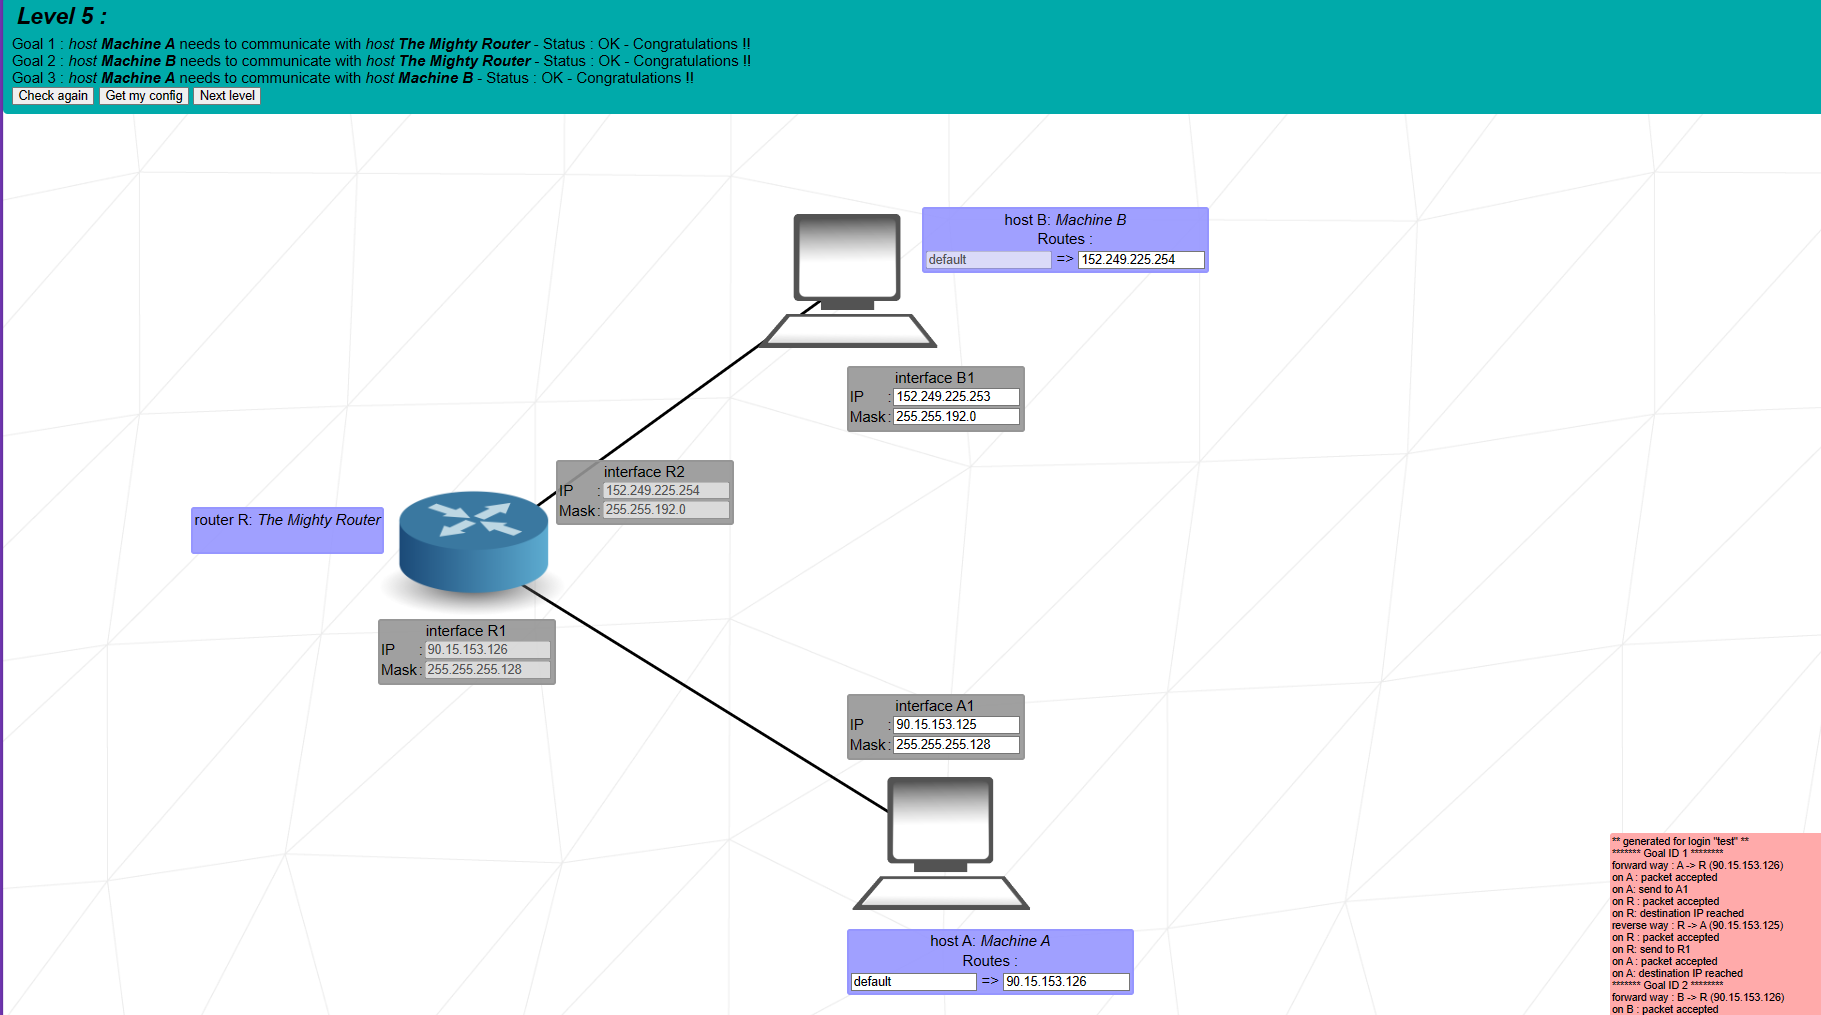 Level 5 :
Goal 1 : host Machine A needs to communicate with host The Mighty Router - Status : OK - Congratulations !!
Goal 2 : host Machine B needs to communicate with host The Mighty Router - Status : OK - Congratulations !!
Goal 3 : host Machine A needs to communicate with host Machine B - Status : OK - Congratulations !!
Check again Get my config Next level
host B: Machine B
Routes :
default => 152.249.225.254
interface B1
IP : 152.249.225.253
Mask : 255.255.192.0
interface R2
IP : 152.249.225.254
Mask : 255.255.192.0
router R: The Mighty Router
interface R1
IP : 90.15.153.126
Mask : 255.255.255.128
interface A1
IP : 90.15.153.125
Mask : 255.255.255.128
host A: Machine A
Routes :
default => 90.15.153.126
** generated for login "test" **
******* Goal ID 1 ********
forward way : A -> R (90.15.153.126)
on A : packet accepted
on A: send to A1
on R : packet accepted
on R: destination IP reached
reverse way : R -> A (90.15.153.125)
on R : packet accepted
on R: send to R1
on A : packet accepted
on A: destination IP reached
******* Goal ID 2 ********
forward way : B -> R (90.15.153.126)
on B : packet accepted